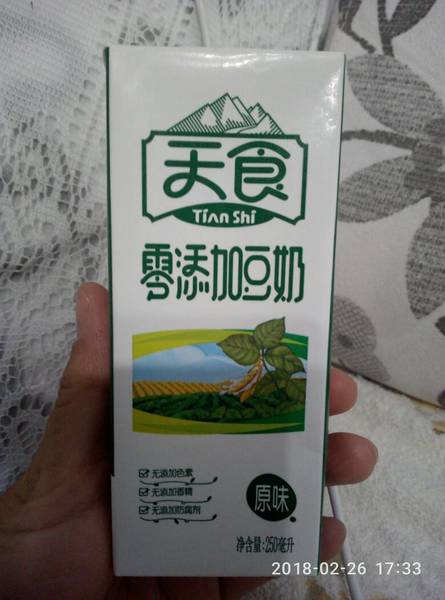 天食
Tian Shi
零添加豆奶
无添加色素
无添加香精
无添加防腐剂
原味
净含量:250毫升
2018-02-26 17:33